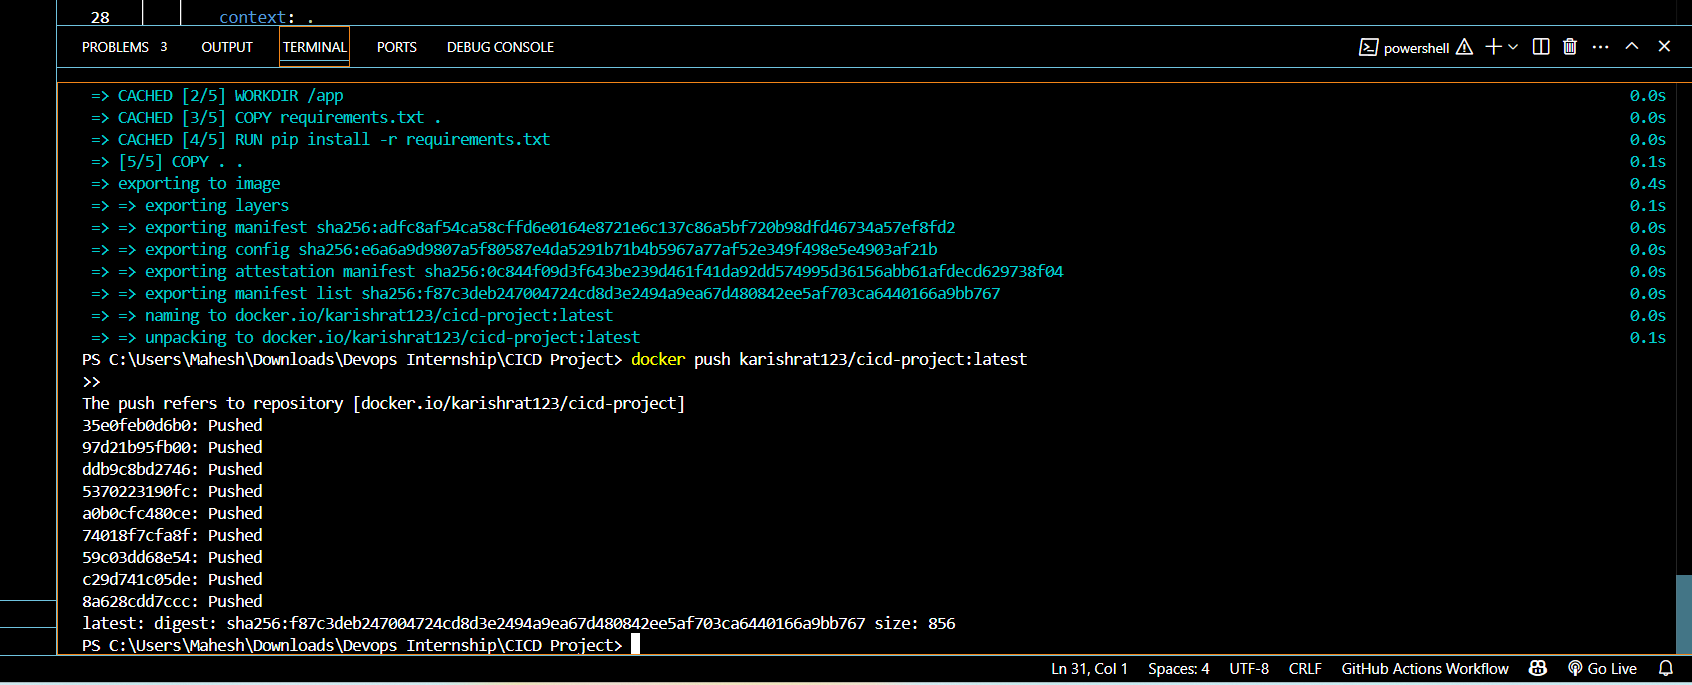 28 context: .
PROBLEMS 3 OUTPUT TERMINAL PORTS DEBUG CONSOLE powershell
=> CACHED [2/5] WORKDIR /app 0.0s
=> CACHED [3/5] COPY requirements.txt . 0.0s
=> CACHED [4/5] RUN pip install -r requirements.txt 0.0s
=> [5/5] COPY . . 0.1s
=> exporting to image 0.4s
=> => exporting layers 0.1s
=> => exporting manifest sha256:adfc8af54ca58cffd6e0164e8721e6c137c86a5bf720b98dfd46734a57ef8fd2 0.0s
=> => exporting config sha256:e6a6a9d9807a5f80587e4da5291b71b4b5967a77af52e349f498e5e4903af21b 0.0s
=> => exporting attestation manifest sha256:0c844f09d3f643be239d461f41da92dd574995d36156abb61afdecd629738f04 0.0s
=> => exporting manifest list sha256:f87c3deb247004724cd8d3e2494a9ea67d480842ee5af703ca6440166a9bb767 0.0s
=> => naming to docker.io/karishrat123/cicd-project:latest 0.0s
=> => unpacking to docker.io/karishrat123/cicd-project:latest 0.1s
PS C:\Users\Mahesh\Downloads\Devops Internship\CICD Project> docker push karishrat123/cicd-project:latest
>>
The push refers to repository [docker.io/karishrat123/cicd-project]
35e0feb0d6b0: Pushed
97d21b95fb00: Pushed
ddb9c8bd2746: Pushed
5370223190fc: Pushed
a0b0cfc480ce: Pushed
74018f7cfa8f: Pushed
59c03dd68e54: Pushed
c29d741c05de: Pushed
8a628cdd7ccc: Pushed
latest: digest: sha256:f87c3deb247004724cd8d3e2494a9ea67d480842ee5af703ca6440166a9bb767 size: 856
PS C:\Users\Mahesh\Downloads\Devops Internship\CICD Project>
Ln 31, Col 1 Spaces: 4 UTF-8 CRLF GitHub Actions Workflow Go Live